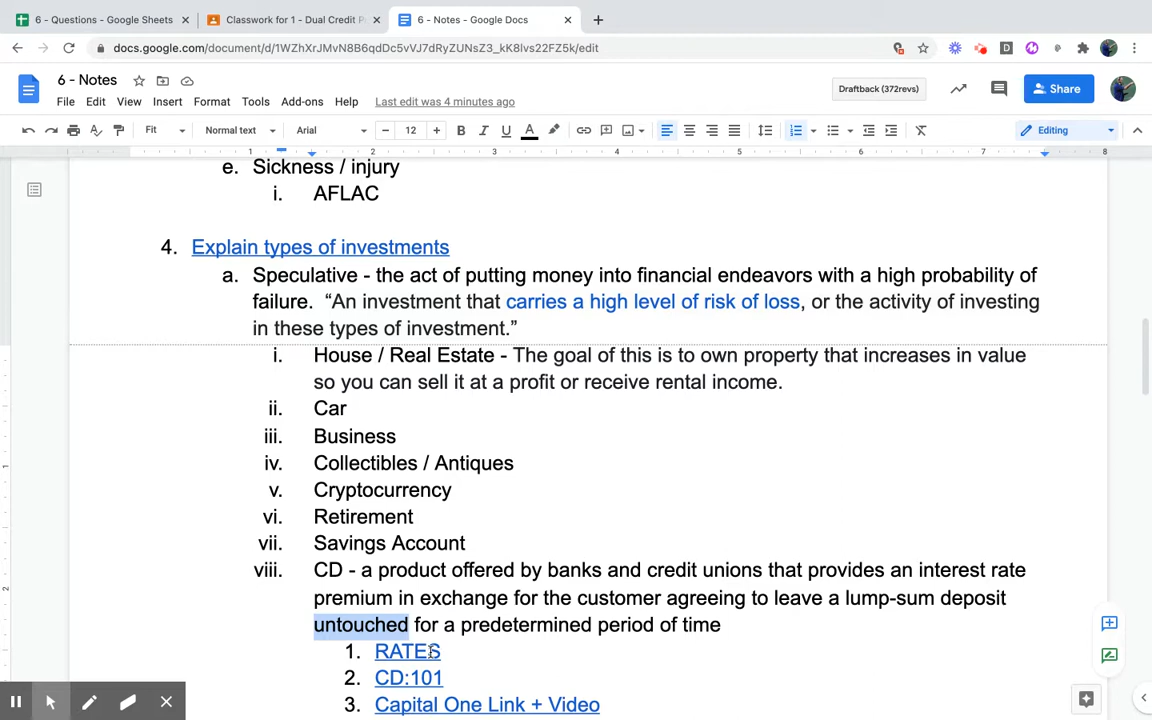 6 - Questions - Google Sheets
Classwork for 1 - Dual Credit P
6 - Notes - Google Docs
docs.google.com/document/d/1WZhXrJMvN8B6qdDc5vVJ7dRyZUNsZ3_kK8lvs22FZ5k/edit
6 - Notes
File Edit View Insert Format Tools Add-ons Help Last edit was 4 minutes ago
Draftback (372revs)
Share
Fit Normal text Arial 12 B I U A Editing
1 2 3 4 5 6 7 8
e. Sickness / injury
i. AFLAC
4. Explain types of investments
a. Speculative - the act of putting money into financial endeavors with a high probability of
failure. “An investment that carries a high level of risk of loss, or the activity of investing
in these types of investment.”
i. House / Real Estate - The goal of this is to own property that increases in value
so you can sell it at a profit or receive rental income.
ii. Car
iii. Business
iv. Collectibles / Antiques
v. Cryptocurrency
vi. Retirement
vii. Savings Account
viii. CD - a product offered by banks and credit unions that provides an interest rate
premium in exchange for the customer agreeing to leave a lump-sum deposit
untouched for a predetermined period of time
1. RATES
2. CD:101
3. Capital One Link + Video